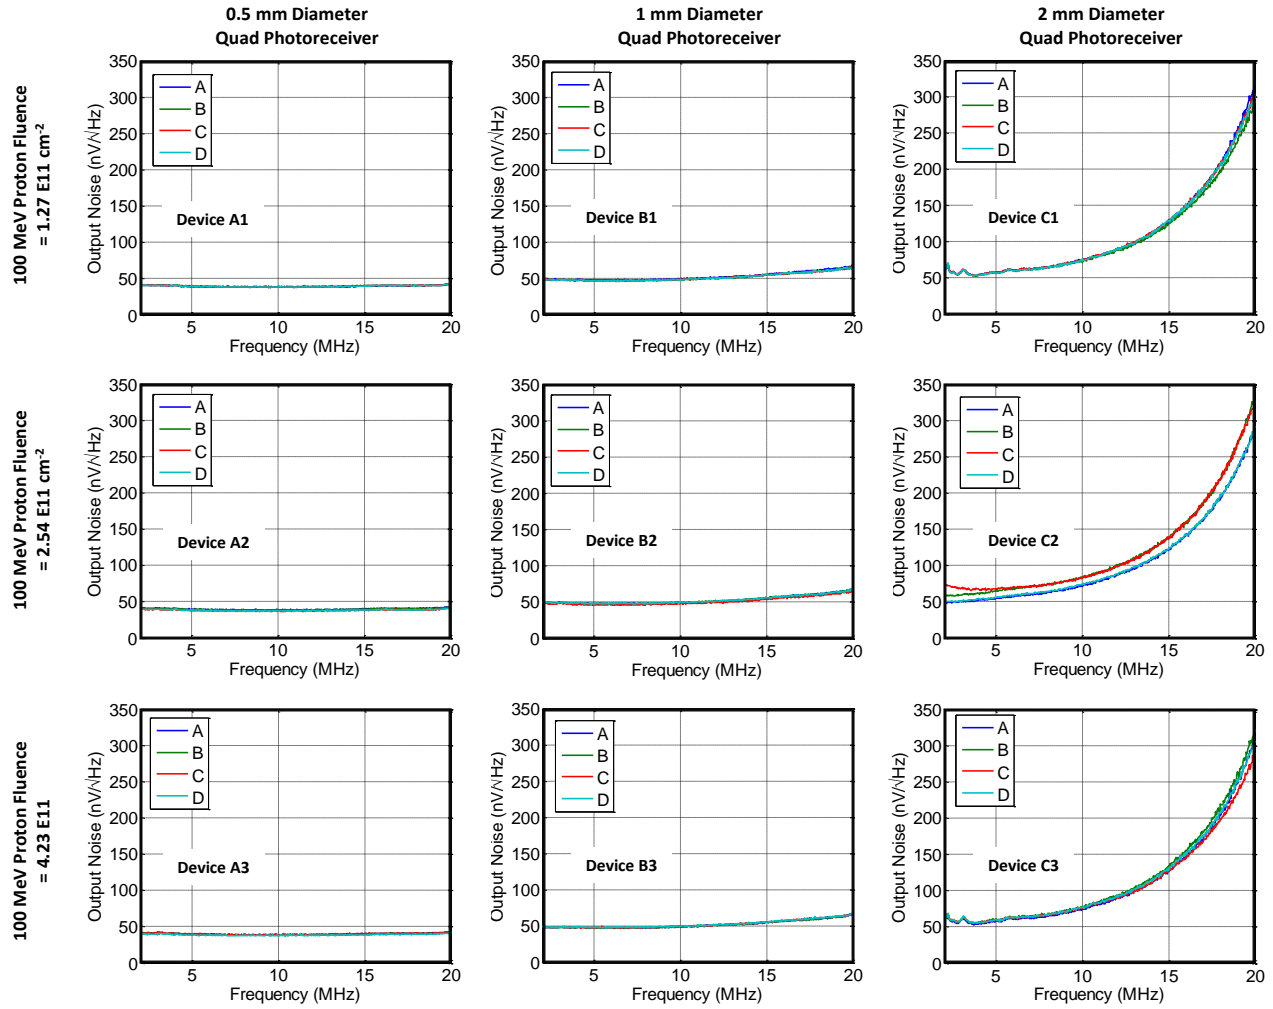 0.5 mm Diameter
Quad Photoreceiver
1 mm Diameter
Quad Photoreceiver
2 mm Diameter
Quad Photoreceiver
100 MeV Proton Fluence
= 1.27 E11 cm⁻²
Output Noise (nV/√Hz)
350
300
250
200
150
100
50
0
A
B
C
D
Device A1
5
10
15
20
Frequency (MHz)
Output Noise (nV/√Hz)
350
300
250
200
150
100
50
0
A
B
C
D
Device B1
5
10
15
20
Frequency (MHz)
Output Noise (nV/√Hz)
350
300
250
200
150
100
50
0
A
B
C
D
Device C1
5
10
15
20
Frequency (MHz)
100 MeV Proton Fluence
= 2.54 E11 cm⁻²
Output Noise (nV/√Hz)
350
300
250
200
150
100
50
0
A
B
C
D
Device A2
5
10
15
20
Frequency (MHz)
Output Noise (nV/√Hz)
350
300
250
200
150
100
50
0
A
B
C
D
Device B2
5
10
15
20
Frequency (MHz)
Output Noise (nV/√Hz)
350
300
250
200
150
100
50
0
A
B
C
D
Device C2
5
10
15
20
Frequency (MHz)
100 MeV Proton Fluence
= 4.23 E11
Output Noise (nV/√Hz)
350
300
250
200
150
100
50
0
A
B
C
D
Device A3
5
10
15
20
Frequency (MHz)
Output Noise (nV/√Hz)
350
300
250
200
150
100
50
0
A
B
C
D
Device B3
5
10
15
20
Frequency (MHz)
Output Noise (nV/√Hz)
350
300
250
200
150
100
50
0
A
B
C
D
Device C3
5
10
15
20
Frequency (MHz)